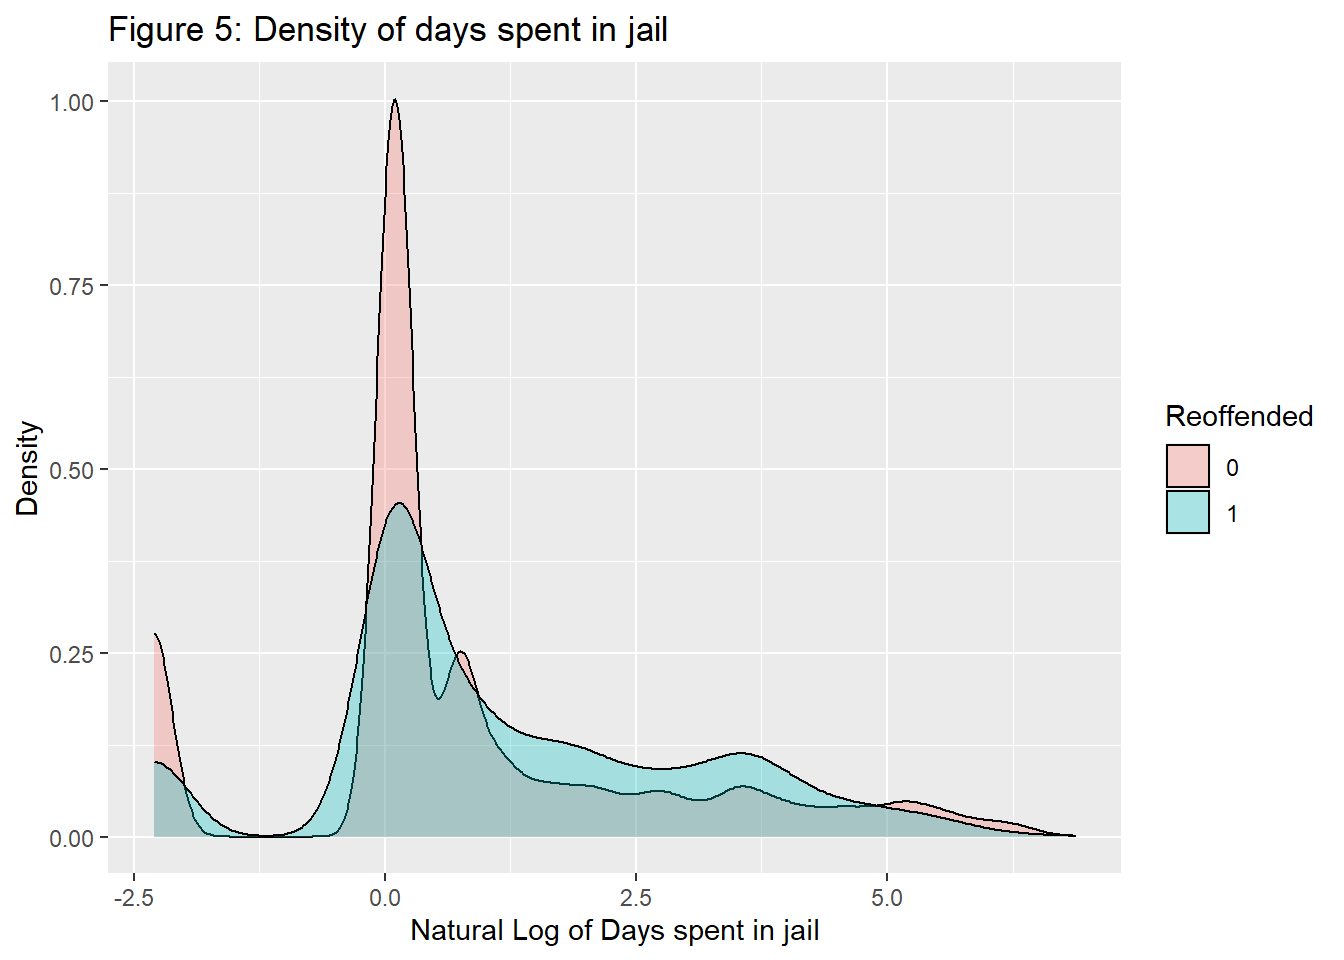 Figure 5: Density of days spent in jail
1.00
0.75
0.50
0.25
0.00
Density
-2.5
0.0
2.5
5.0
Natural Log of Days spent in jail
Reoffended
0
1